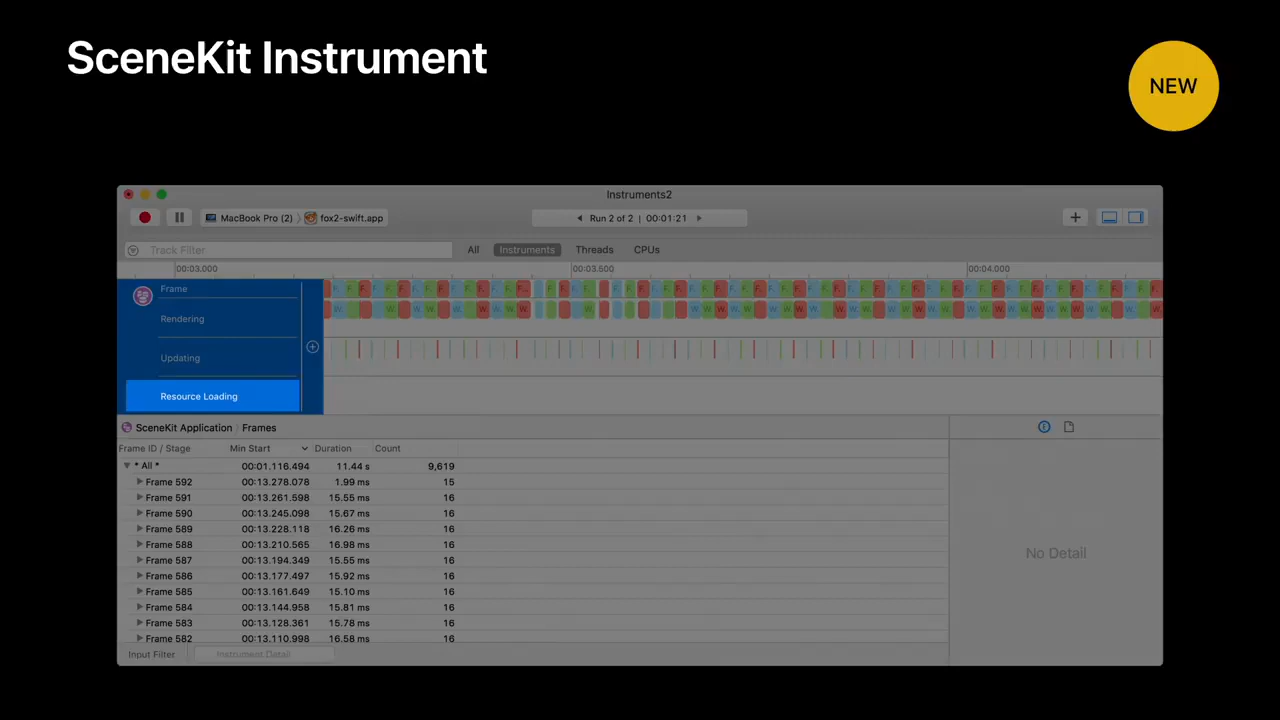 SceneKit Instrument
NEW
Instruments2
MacBook Pro (2) fox2-swift.app
Run 2 of 2 | 00:01:21
Track Filter
All Instruments Threads CPUs
00:03.000 00:03.600 00:04.000
Frame
Rendering
Updating
Resource Loading
SceneKit Application Frames
Frame ID / Stage Min Start Duration Count
* All * 00:01.116.494 11.44 s 9,619
Frame 592 00:13.278.078 1.99 ms 15
Frame 591 00:13.261.598 15.55 ms 16
Frame 590 00:13.245.098 15.67 ms 16
Frame 589 00:13.228.118 16.26 ms 16
Frame 588 00:13.210.565 16.98 ms 16
Frame 587 00:13.194.349 15.55 ms 16
Frame 586 00:13.177.497 15.92 ms 16
Frame 585 00:13.161.649 15.10 ms 16
Frame 584 00:13.144.958 15.81 ms 16
Frame 583 00:13.128.361 15.78 ms 16
Frame 582 00:13.110.998 16.58 ms 16
No Detail
Input Filter Instrument Detail